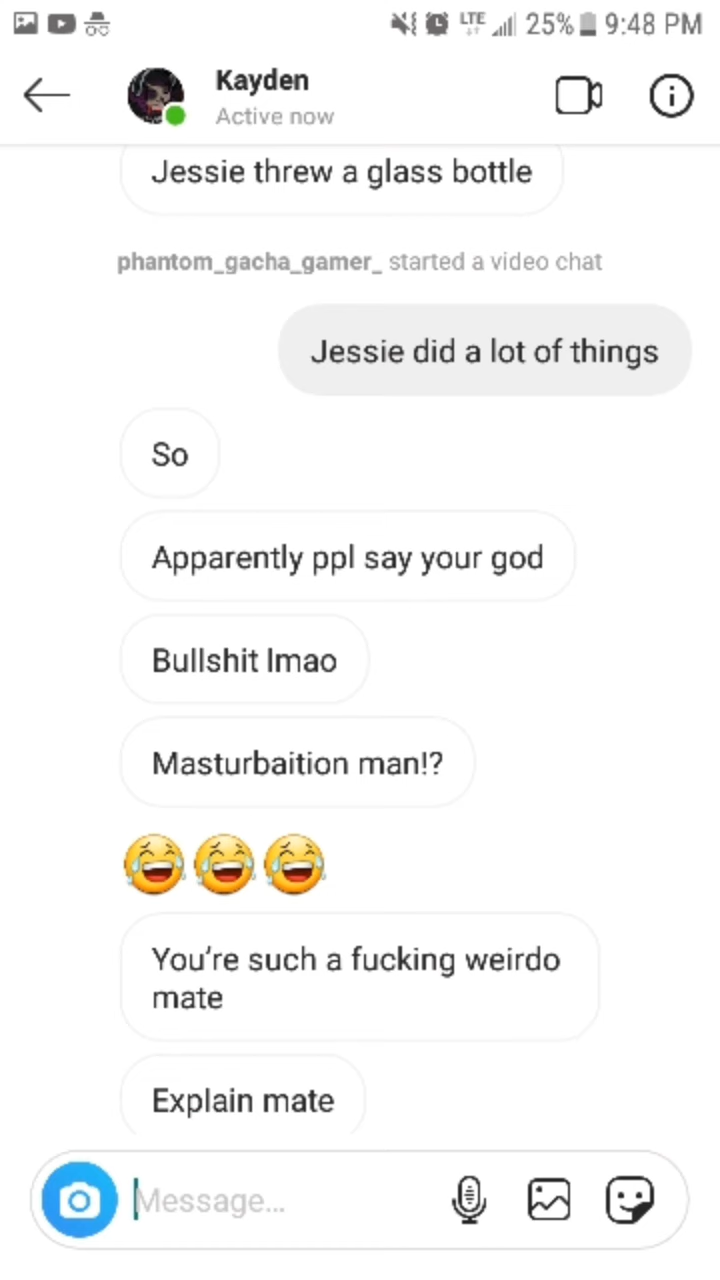 25% 9:48 PM
LTE
Kayden
Active now
Jessie threw a glass bottle
phantom_gacha_gamer_ started a video chat
Jessie did a lot of things
So
Apparently ppl say your god
Bullshit lmao
Masturbaition man!?
You're such a fucking weirdo
mate
Explain mate
Message...